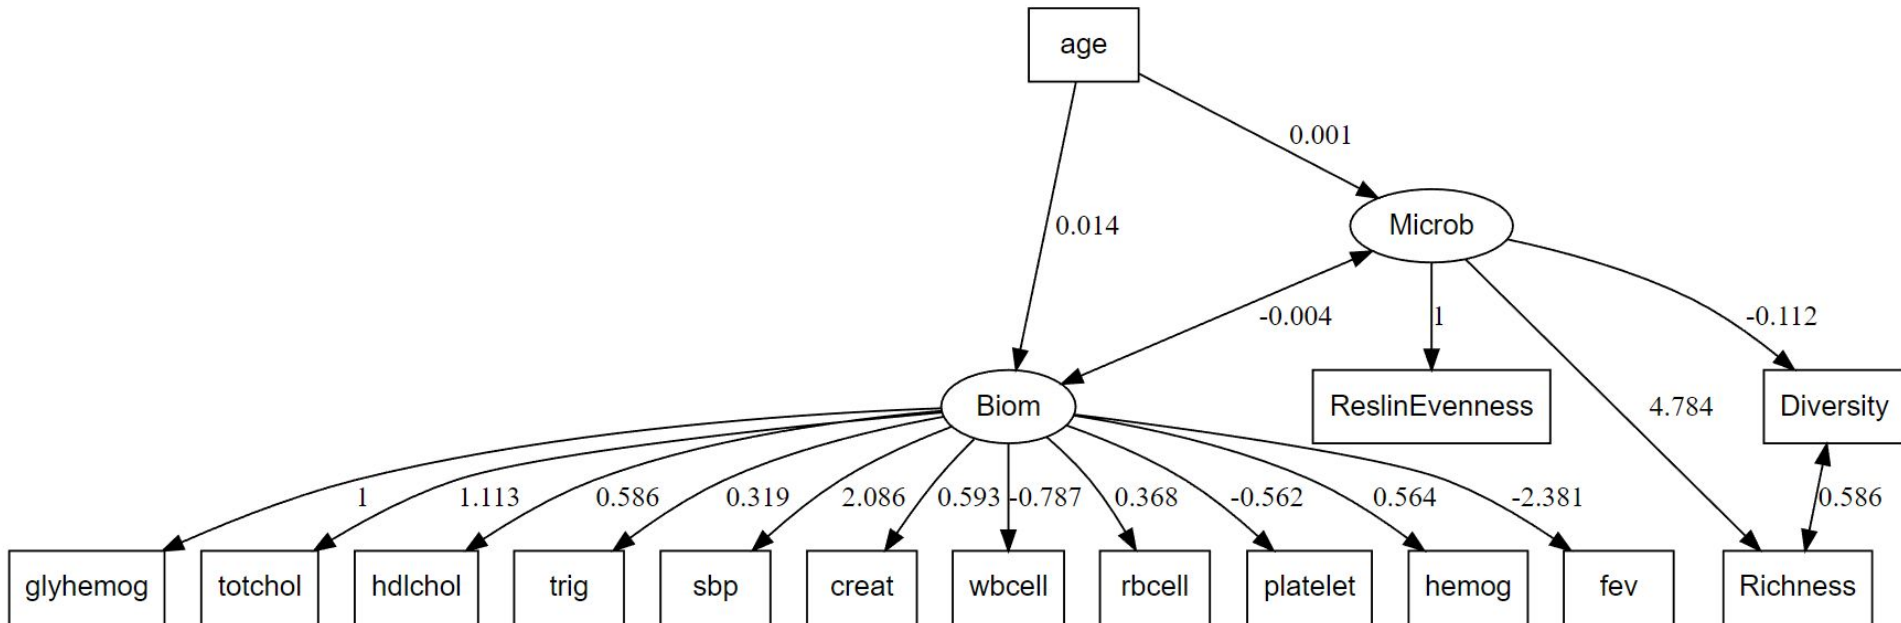 age
0.001
Microb
0.014
-0.004
1
-0.112
Biom
ReslinEvenness
4.784
Diversity
1
1.113
0.586
0.319
2.086
0.593
-0.787
0.368
-0.562
0.564
-2.381
0.586
glyhemog
totchol
hdlchol
trig
sbp
creat
wbcell
rbcell
platelet
hemog
fev
Richness